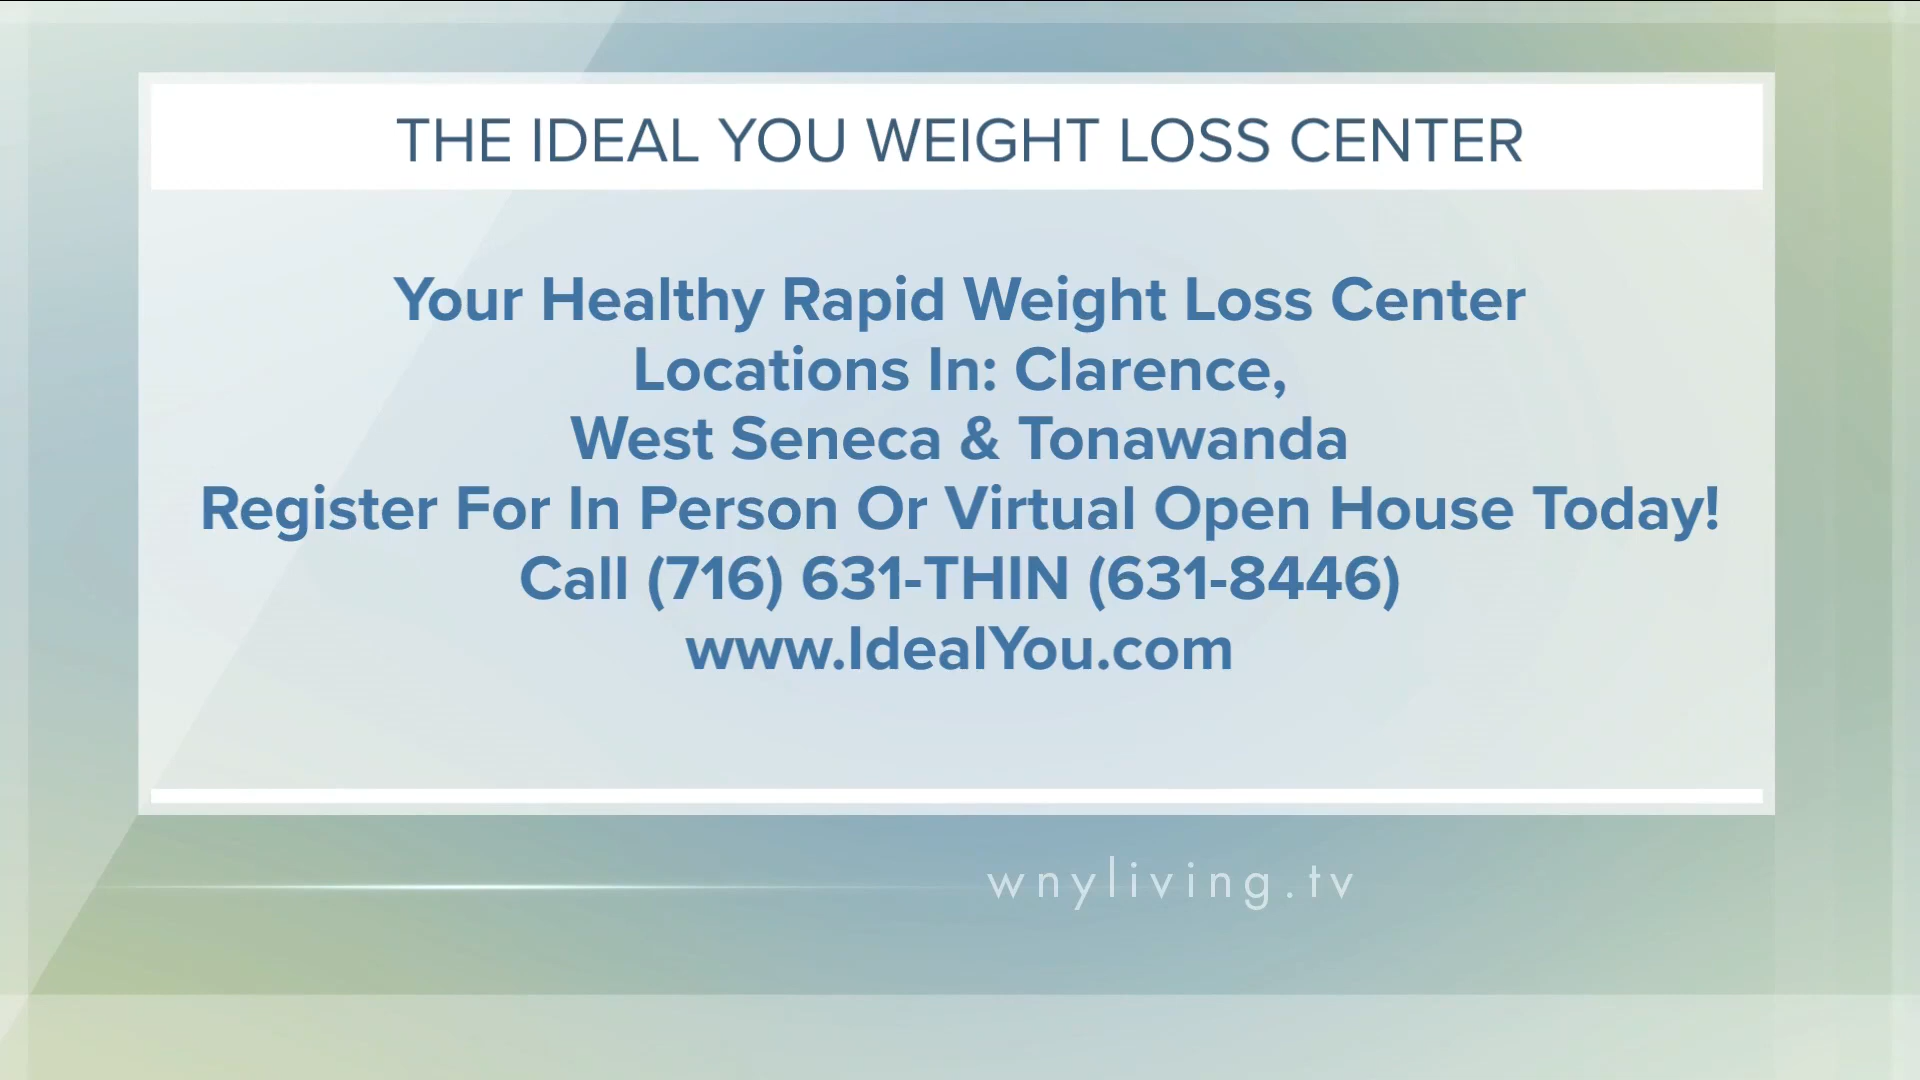 THE IDEAL YOU WEIGHT LOSS CENTER
Your Healthy Rapid Weight Loss Center
Locations In: Clarence,
West Seneca & Tonawanda
Register For In Person Or Virtual Open House Today!
Call (716) 631-THIN (631-8446)
www.IdealYou.com
wnyliving.tv